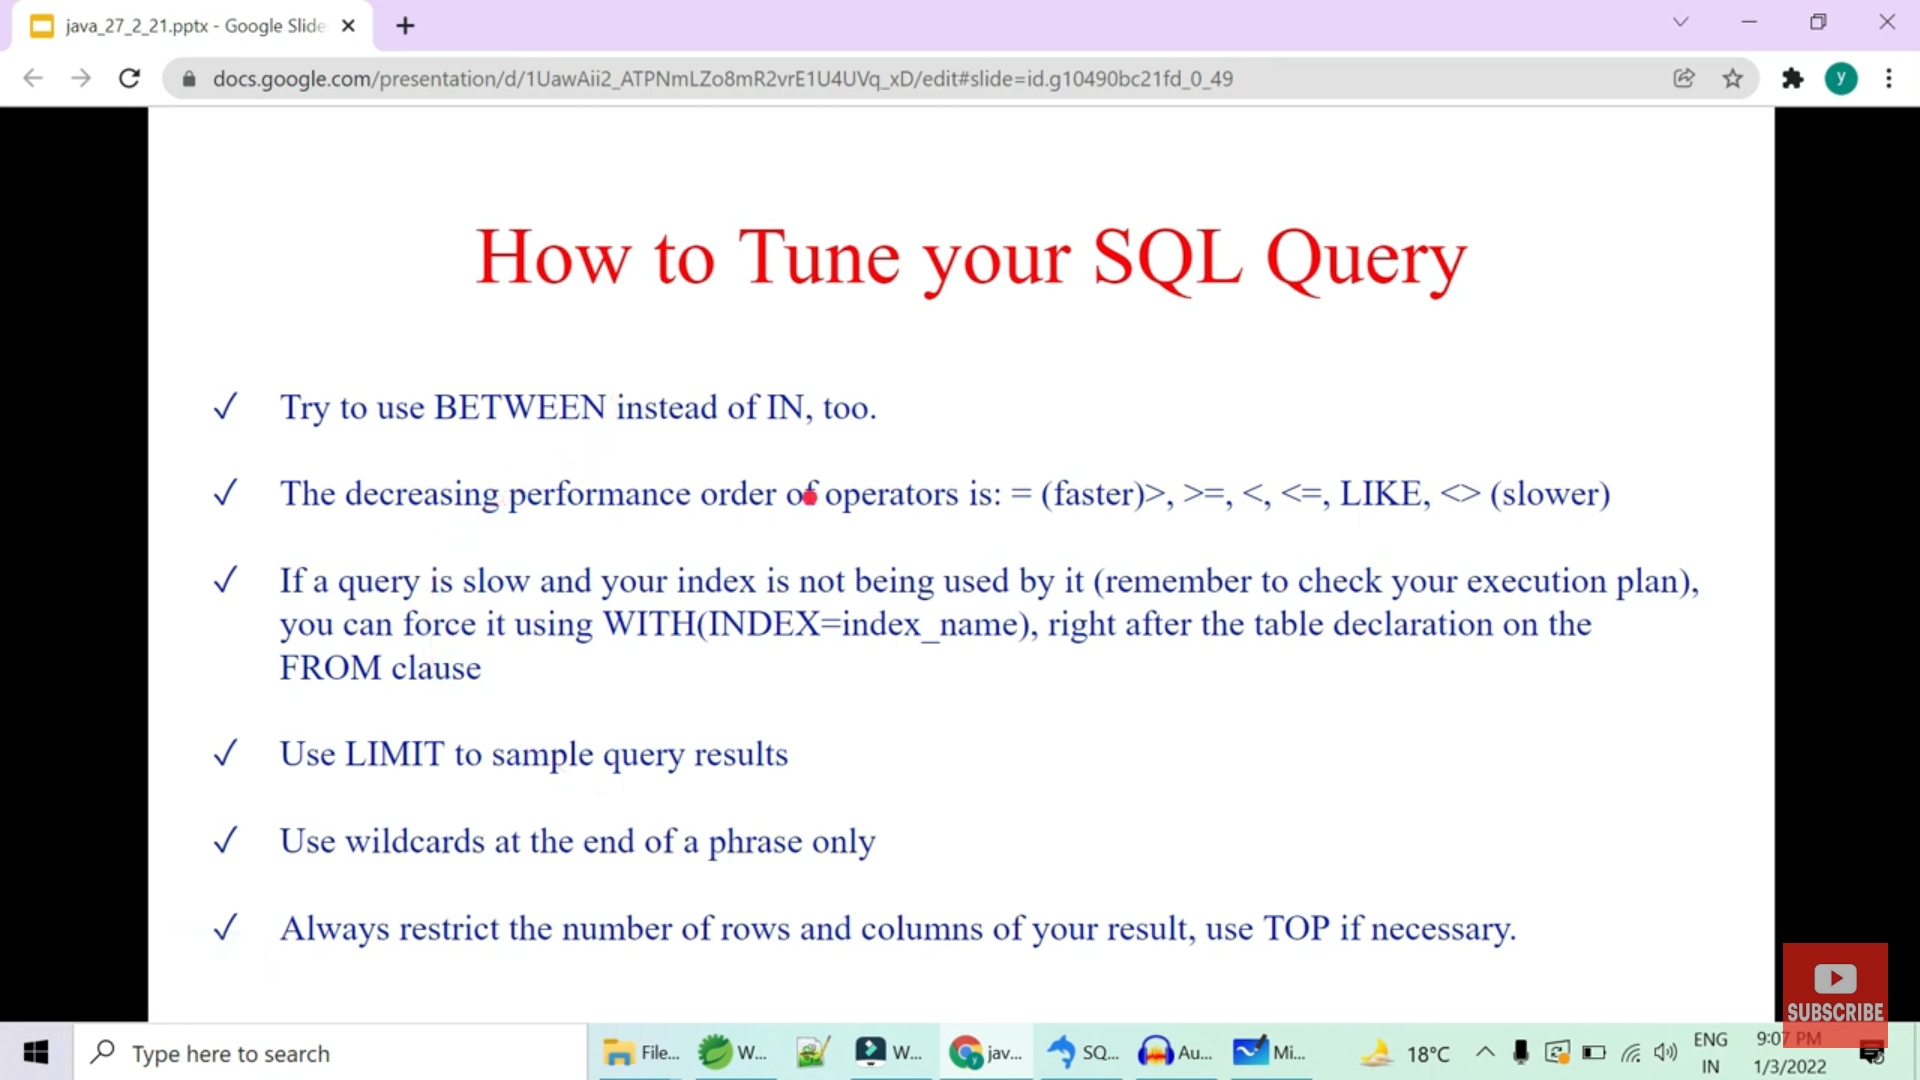 java_27_2_21.pptx - Google Slide
docs.google.com/presentation/d/1UawAii2_ATPNmLZo8mR2vrE1U4UVq_xD/edit#slide=id.g10490bc21fd_0_49
y
How to Tune your SQL Query
✓ Try to use BETWEEN instead of IN, too.
✓ The decreasing performance order of operators is: = (faster)>, >=, <, <=, LIKE, <> (slower)
✓ If a query is slow and your index is not being used by it (remember to check your execution plan),
you can force it using WITH(INDEX=index_name), right after the table declaration on the
FROM clause
✓ Use LIMIT to sample query results
✓ Use wildcards at the end of a phrase only
✓ Always restrict the number of rows and columns of your result, use TOP if necessary.
SUBSCRIBE
Type here to search
File...
W...
W...
jav...
SQ...
Au...
Mi...
18°C
ENG
IN
9:07 PM
1/3/2022